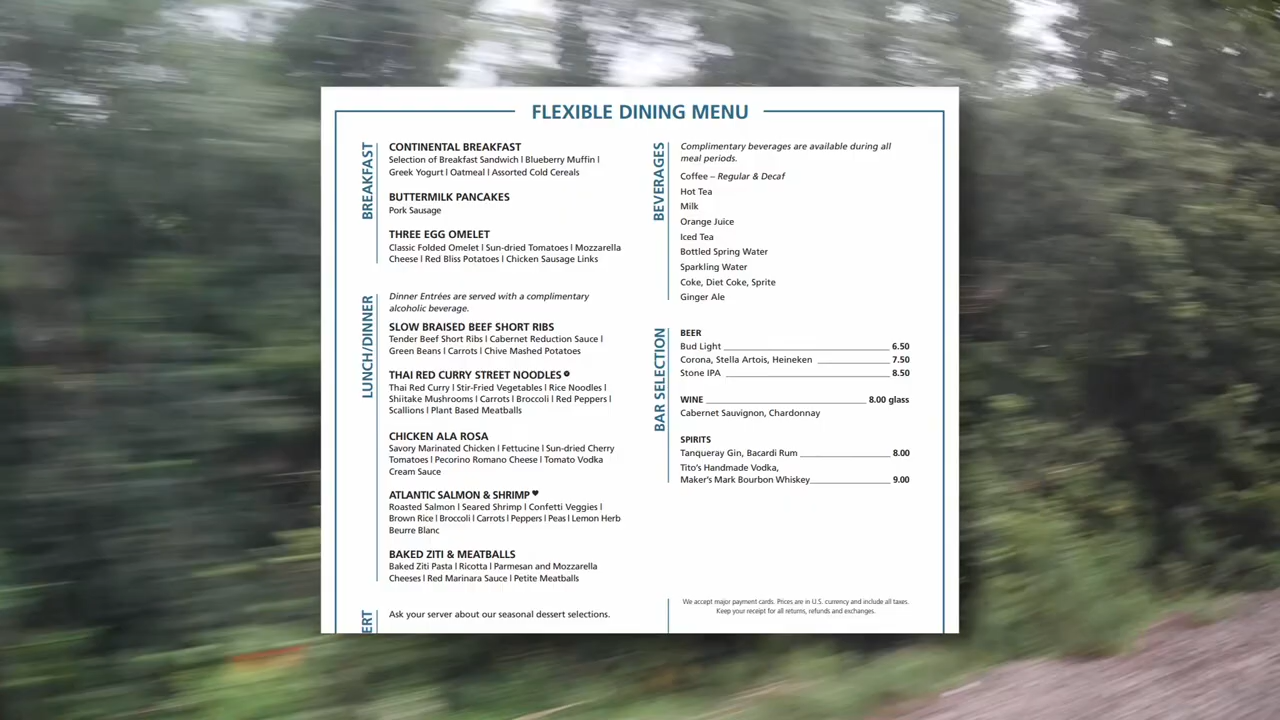 FLEXIBLE DINING MENU
BREAKFAST
CONTINENTAL BREAKFAST
Selection of Breakfast Sandwich | Blueberry Muffin |
Greek Yogurt | Oatmeal | Assorted Cold Cereals
BUTTERMILK PANCAKES
Pork Sausage
THREE EGG OMELET
Classic Folded Omelet | Sun-dried Tomatoes | Mozzarella
Cheese | Red Bliss Potatoes | Chicken Sausage Links
LUNCH/DINNER
Dinner Entrées are served with a complimentary
alcoholic beverage.
SLOW BRAISED BEEF SHORT RIBS
Tender Beef Short Ribs | Cabernet Reduction Sauce |
Green Beans | Carrots | Chive Mashed Potatoes
THAI RED CURRY STREET NOODLES
Thai Red Curry | Stir-Fried Vegetables | Rice Noodles |
Shiitake Mushrooms | Carrots | Broccoli | Red Peppers |
Scallions | Plant Based Meatballs
CHICKEN ALA ROSA
Savory Marinated Chicken | Fettucine | Sun-dried Cherry
Tomatoes | Pecorino Romano Cheese | Tomato Vodka
Cream Sauce
ATLANTIC SALMON & SHRIMP ♥
Roasted Salmon | Seared Shrimp | Confetti Veggies |
Brown Rice | Broccoli | Carrots | Peppers | Peas | Lemon Herb
Beurre Blanc
BAKED ZITI & MEATBALLS
Baked Ziti Pasta | Ricotta | Parmesan and Mozzarella
Cheeses | Red Marinara Sauce | Petite Meatballs
ERT
Ask your server about our seasonal dessert selections.
BEVERAGES
Complimentary beverages are available during all
meal periods.
Coffee – Regular & Decaf
Hot Tea
Milk
Orange Juice
Iced Tea
Bottled Spring Water
Sparkling Water
Coke, Diet Coke, Sprite
Ginger Ale
BAR SELECTION
BEER
Bud Light 6.50
Corona, Stella Artois, Heineken 7.50
Stone IPA 8.50
WINE 8.00 glass
Cabernet Sauvignon, Chardonnay
SPIRITS
Tanqueray Gin, Bacardi Rum 8.00
Tito's Handmade Vodka,
Maker's Mark Bourbon Whiskey 9.00
We accept major payment cards. Prices are in U.S. currency and include all taxes.
Keep your receipt for all returns, refunds and exchanges.